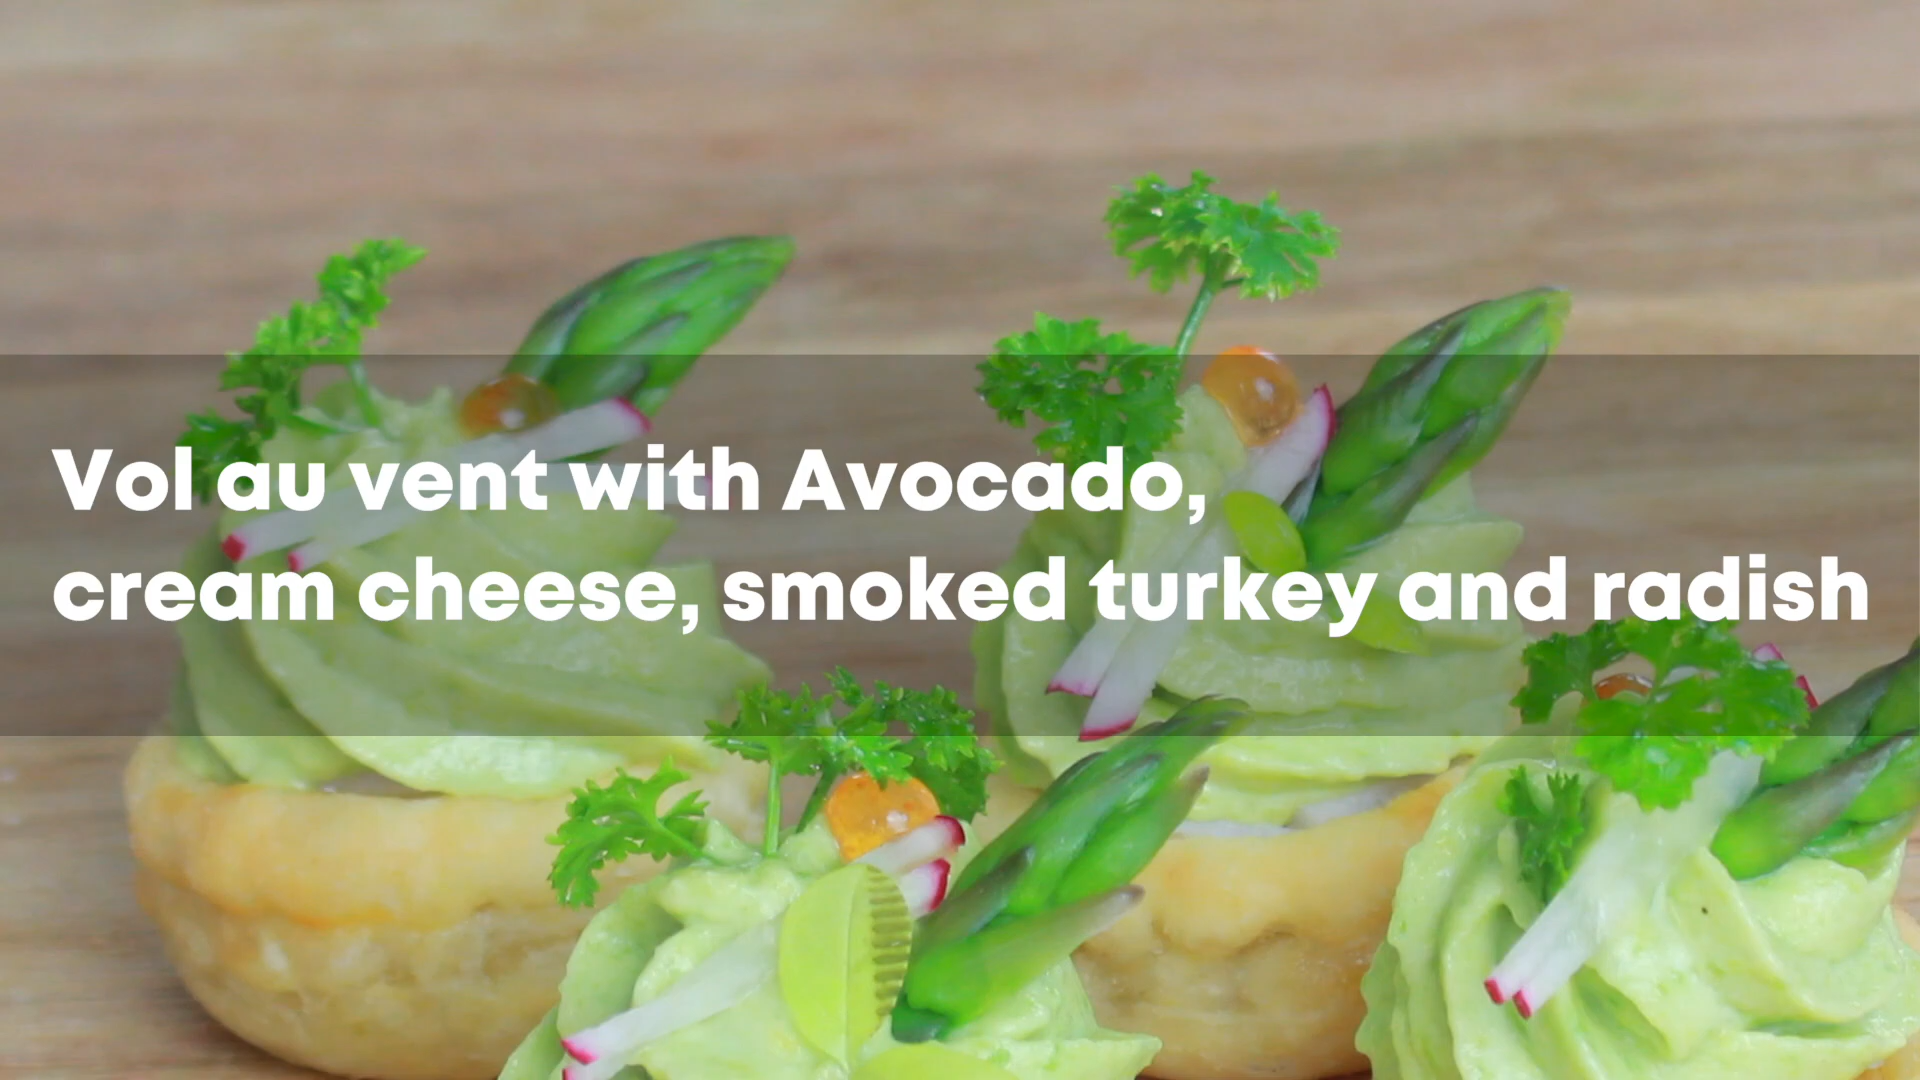 Vol au vent with Avocado,
cream cheese, smoked turkey and radish